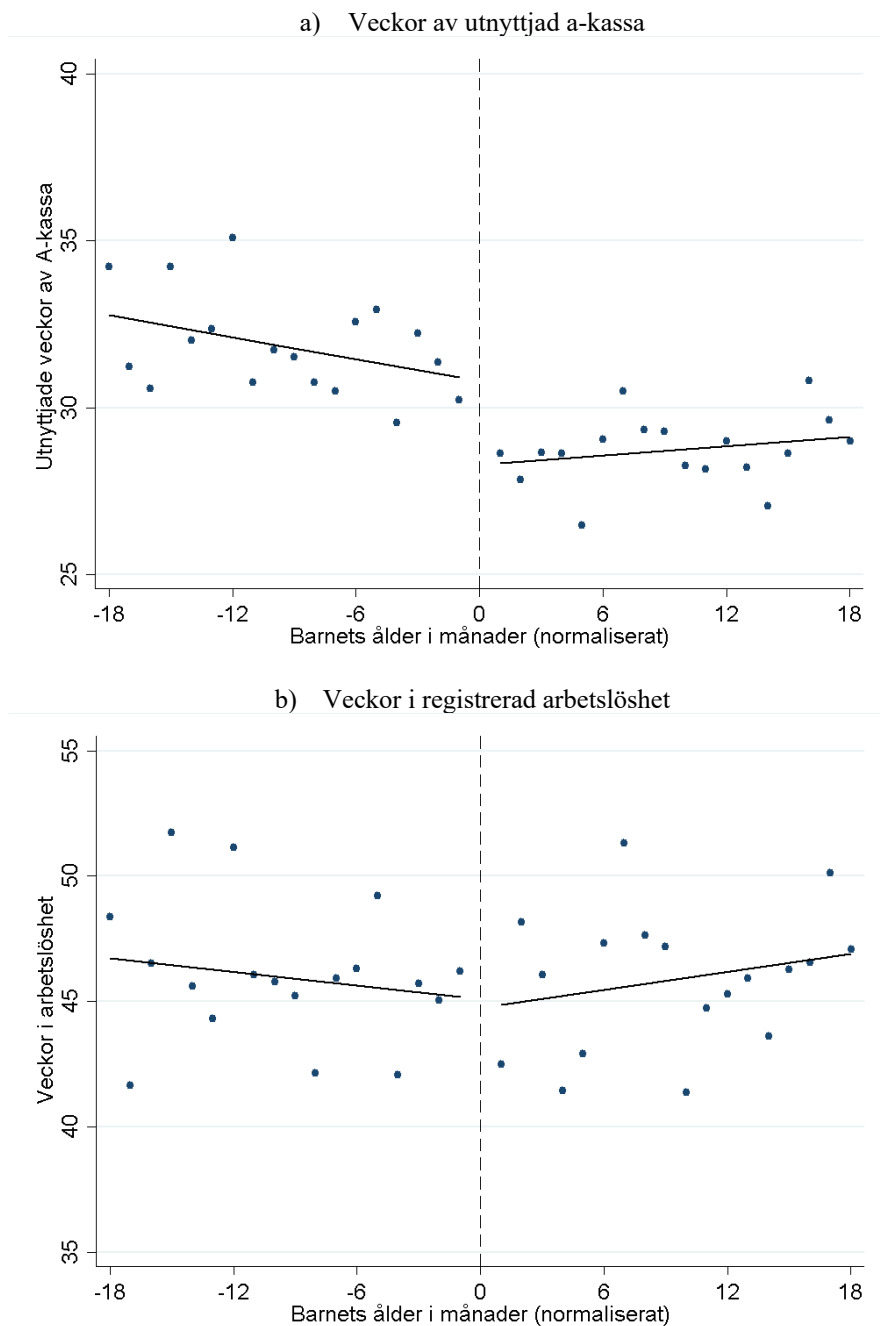 a) Veckor av utnyttjad a-kassa
Utnyttjade veckor av A-kassa
40
35
30
25
-18 -12 -6 0 6 12 18
Barnets ålder i månader (normaliserat)
b) Veckor i registrerad arbetslöshet
Veckor i arbetslöshet
55
50
45
40
35
-18 -12 -6 0 6 12 18
Barnets ålder i månader (normaliserat)